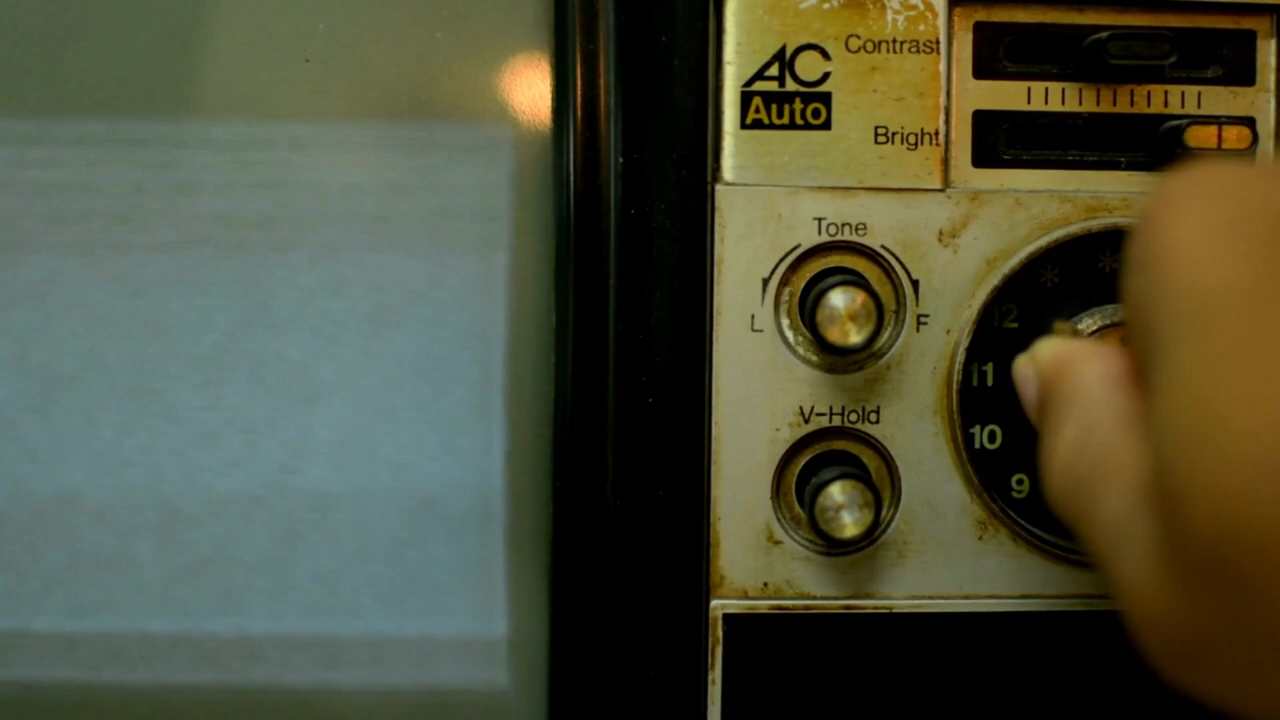 AC
Auto
Contrast
Bright
Tone
L F
V-Hold
* *
12
11
10
9